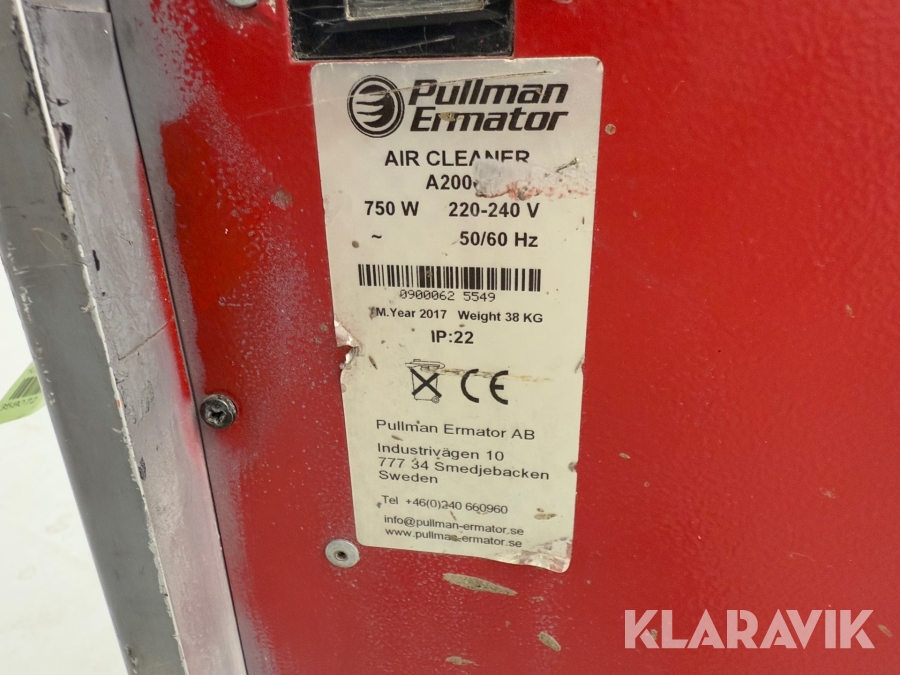 Pullman
Ermator
AIR CLEANER
A200
750 W 220-240 V
~ 50/60 Hz
0900062 5549
M.Year 2017 Weight 38 KG
IP:22
CE
Pullman Ermator AB
Industrivägen 10
777 34 Smedjebacken
Sweden
Tel +46(0)240 660960
info@pullman-ermator.se
www.pullman-ermator.se
KLARAVIK